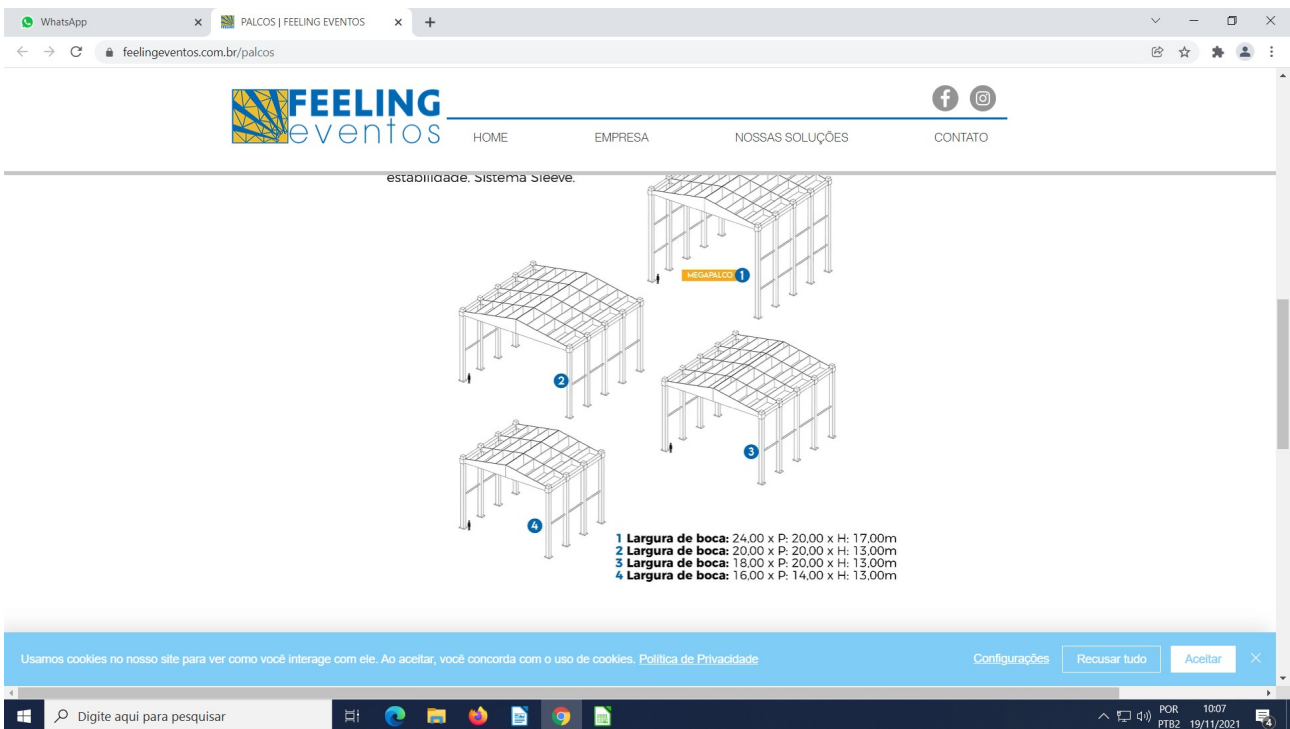 WhatsApp
PALCOS | FEELING EVENTOS
feelingeventos.com.br/palcos
FEELING
eventos
HOME EMPRESA NOSSAS SOLUÇÕES CONTATO
estabilidade. Sistema Sleeve.
MEGAPALCO 1
2
3
4
1 Largura de boca: 24,00 x P: 20,00 x H: 17,00m
2 Largura de boca: 20,00 x P: 20,00 x H: 13,00m
3 Largura de boca: 18,00 x P: 20,00 x H: 13,00m
4 Largura de boca: 16,00 x P: 14,00 x H: 13,00m
Usamos cookies no nosso site para ver como você interage com ele. Ao aceitar, você concorda com o uso de cookies. Política de Privacidade Configurações Recusar tudo Aceitar
Digite aqui para pesquisar
POR 10:07
PTB2 19/11/2021
4